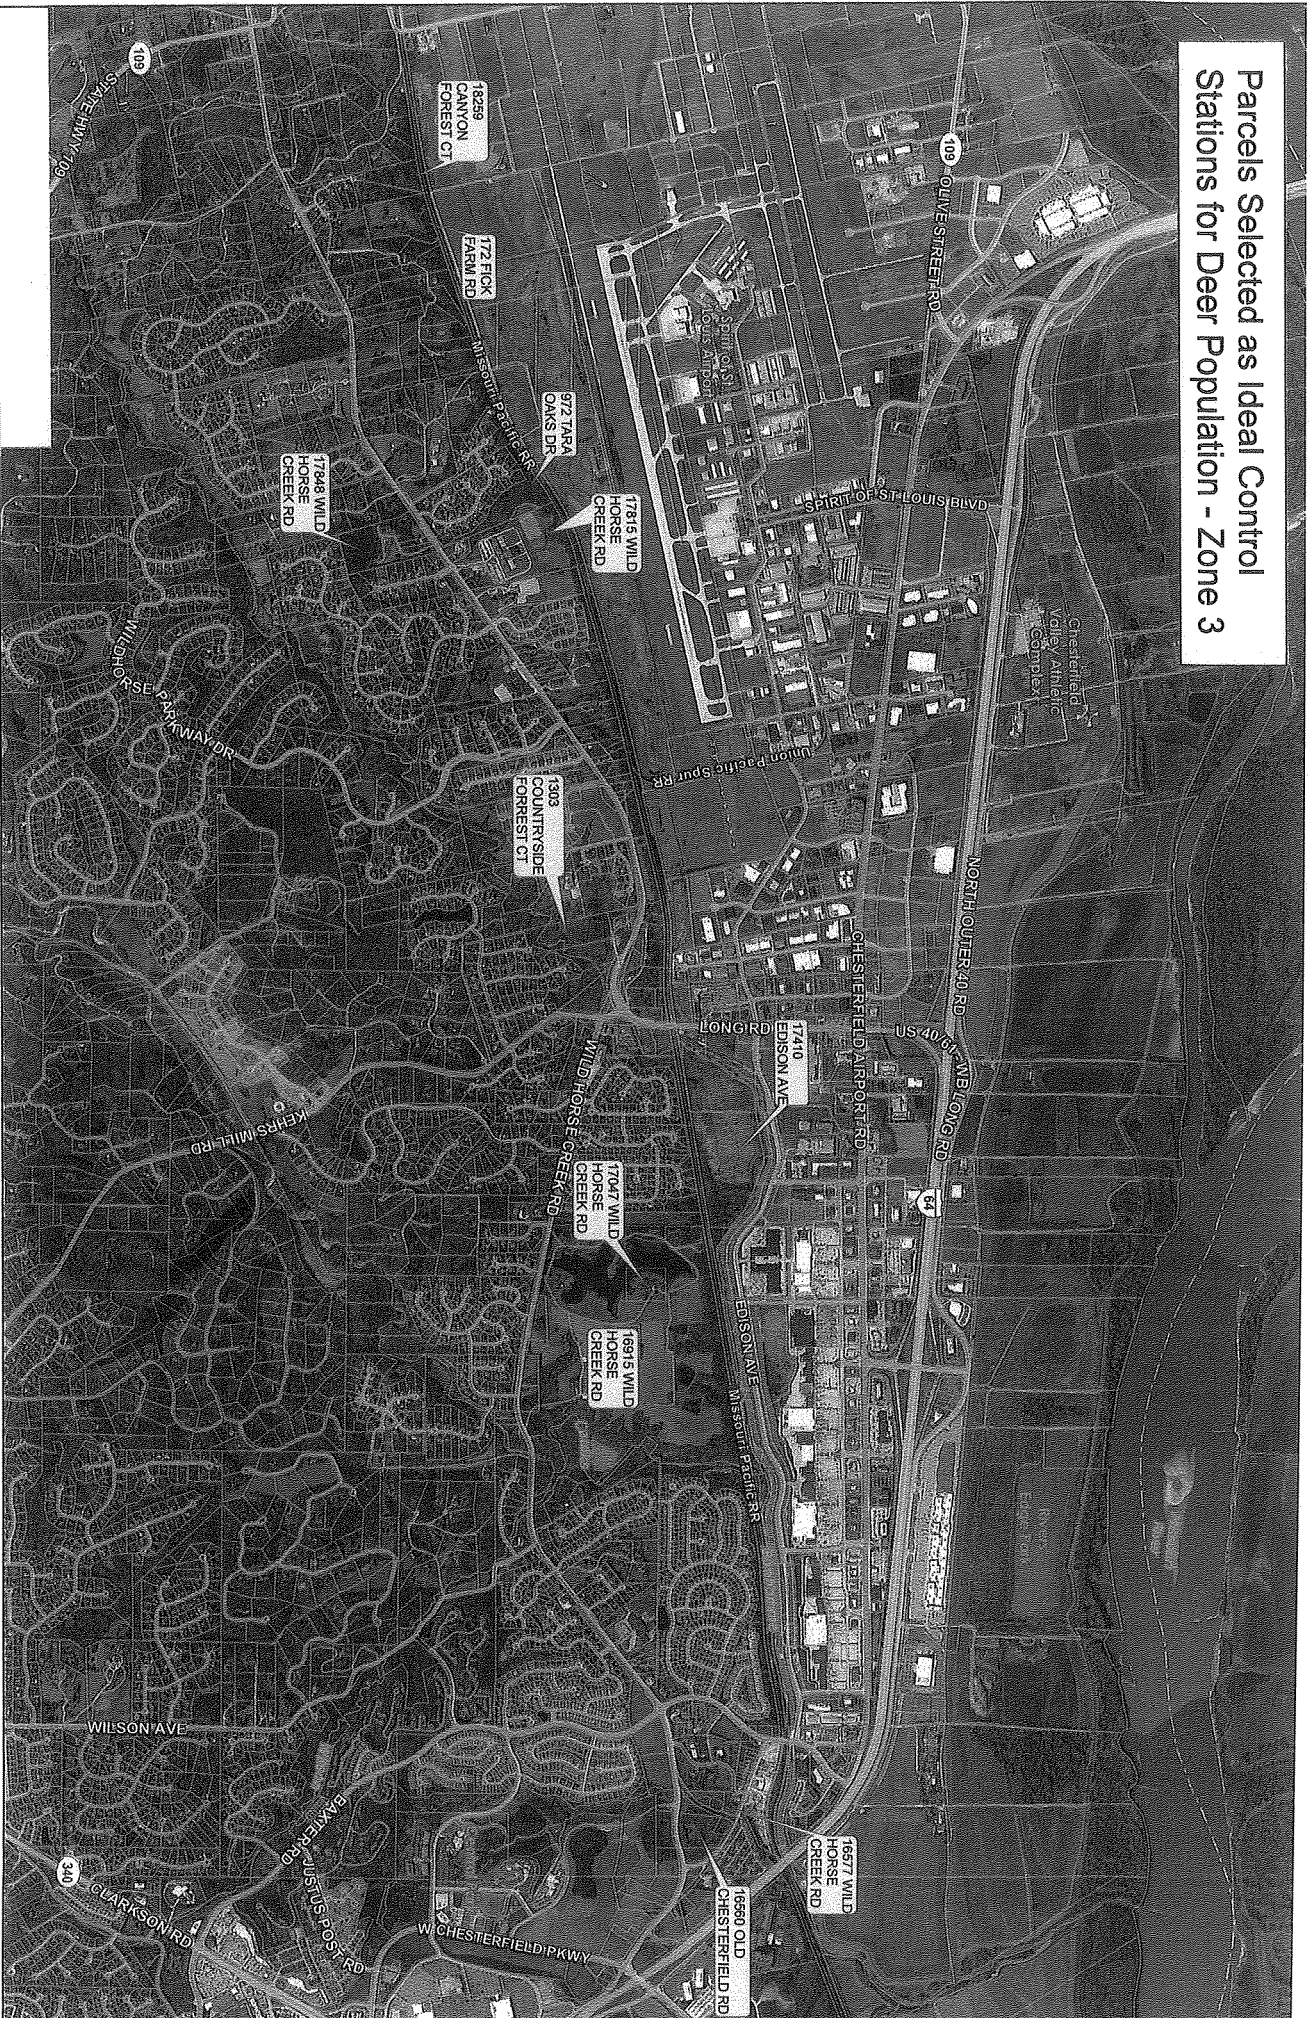 Parcels Selected as Ideal Control
Stations for Deer Population - Zone 3
109
OLIVE STREET RD
Spirit of St
Louis Airport
SPIRIT OF ST LOUIS BLVD
Chesterfield
Valley Athletic
Complex
NORTH OUTER 40 RD
US 40 61 - WB LONG RD
64
CHESTERFIELD AIRPORT RD
Union Pacific Spur RR
LONG RD
17410
EDISON AVE
EDISON AVE
Missouri Pacific RR
18259
CANYON
FOREST CT
172 FICK
FARM RD
Missouri Pacific RR
972 TARA
OAKS DR
17815 WILD
HORSE
CREEK RD
17848 WILD
HORSE
CREEK RD
1303
COUNTRYSIDE
FORREST CT
WILD HORSE CREEK RD
17047 WILD
HORSE
CREEK RD
16915 WILD
HORSE
CREEK RD
16577 WILD
HORSE
CREEK RD
16560 OLD
CHESTERFIELD RD
109
STATE HWY 109
WILDHORSE PARKWAY DR
KEHRS MILL RD
WILSON AVE
BAXTER RD
JUSTUS POST RD
W CHESTERFIELD PKWY
340
CLARKSON RD